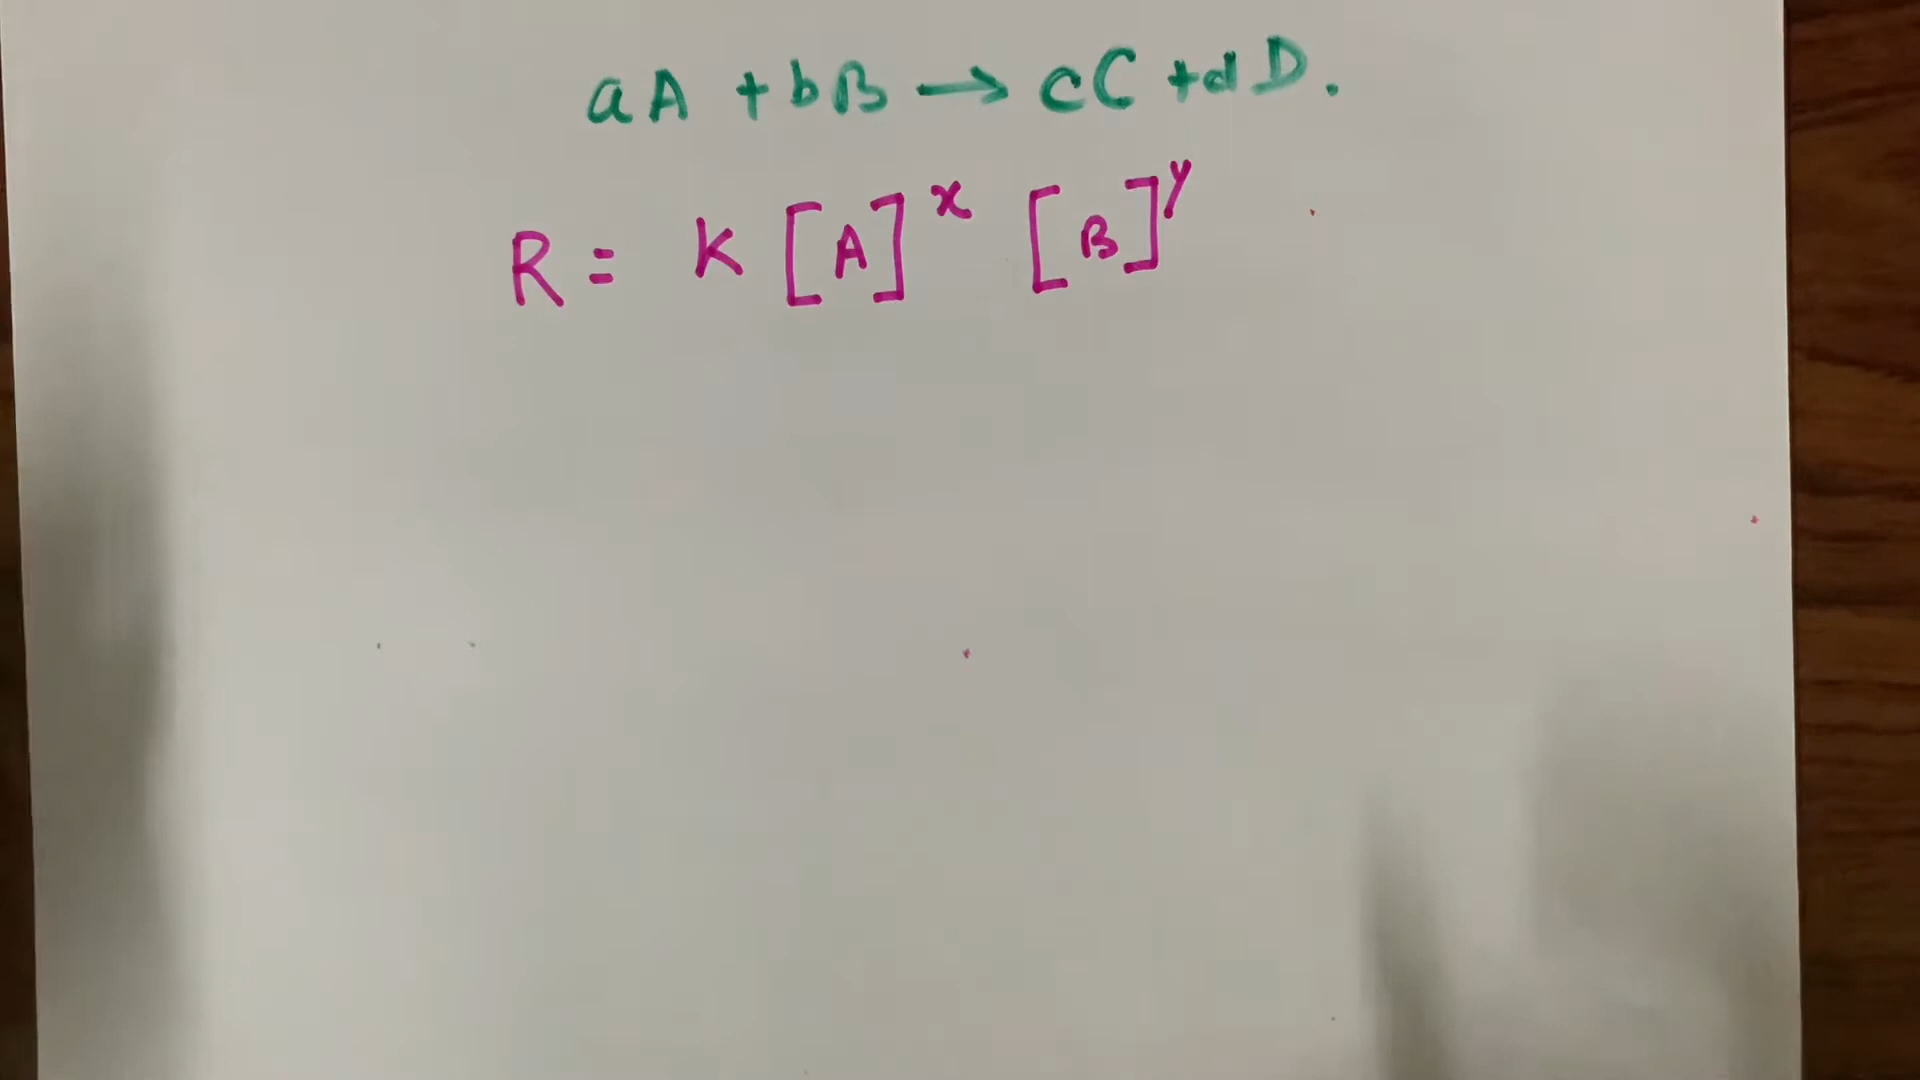 aA + bB → cC + dD.
R = K [A]^x [B]^y